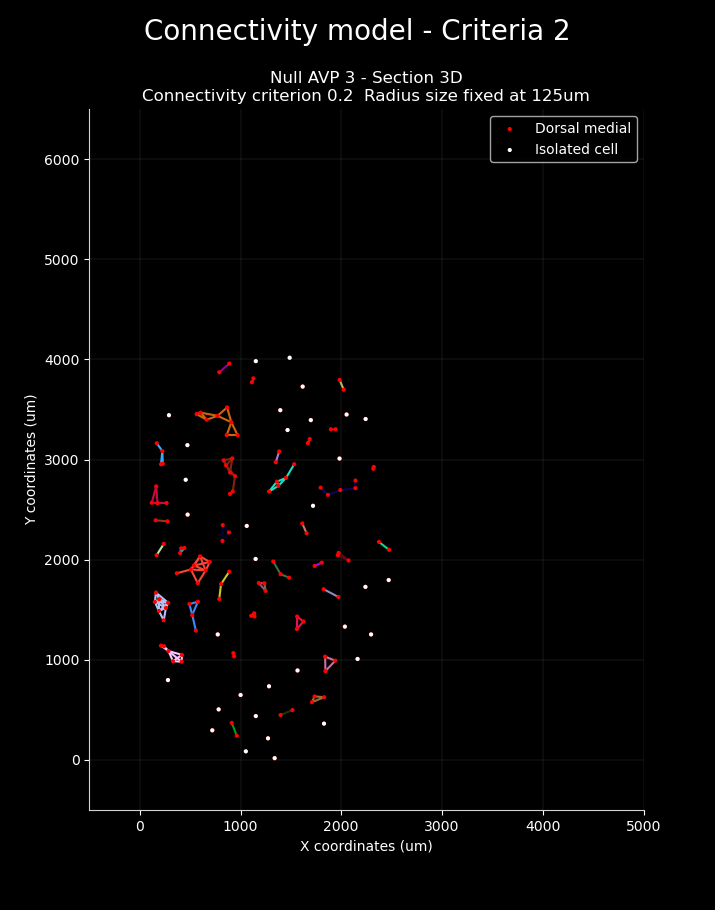 Connectivity model - Criteria 2
Null AVP 3 - Section 3D
Connectivity criterion 0.2  Radius size fixed at 125um
Dorsal medial
Isolated cell
6000
5000
4000
3000
2000
1000
0
Y coordinates (um)
0 1000 2000 3000 4000 5000
X coordinates (um)